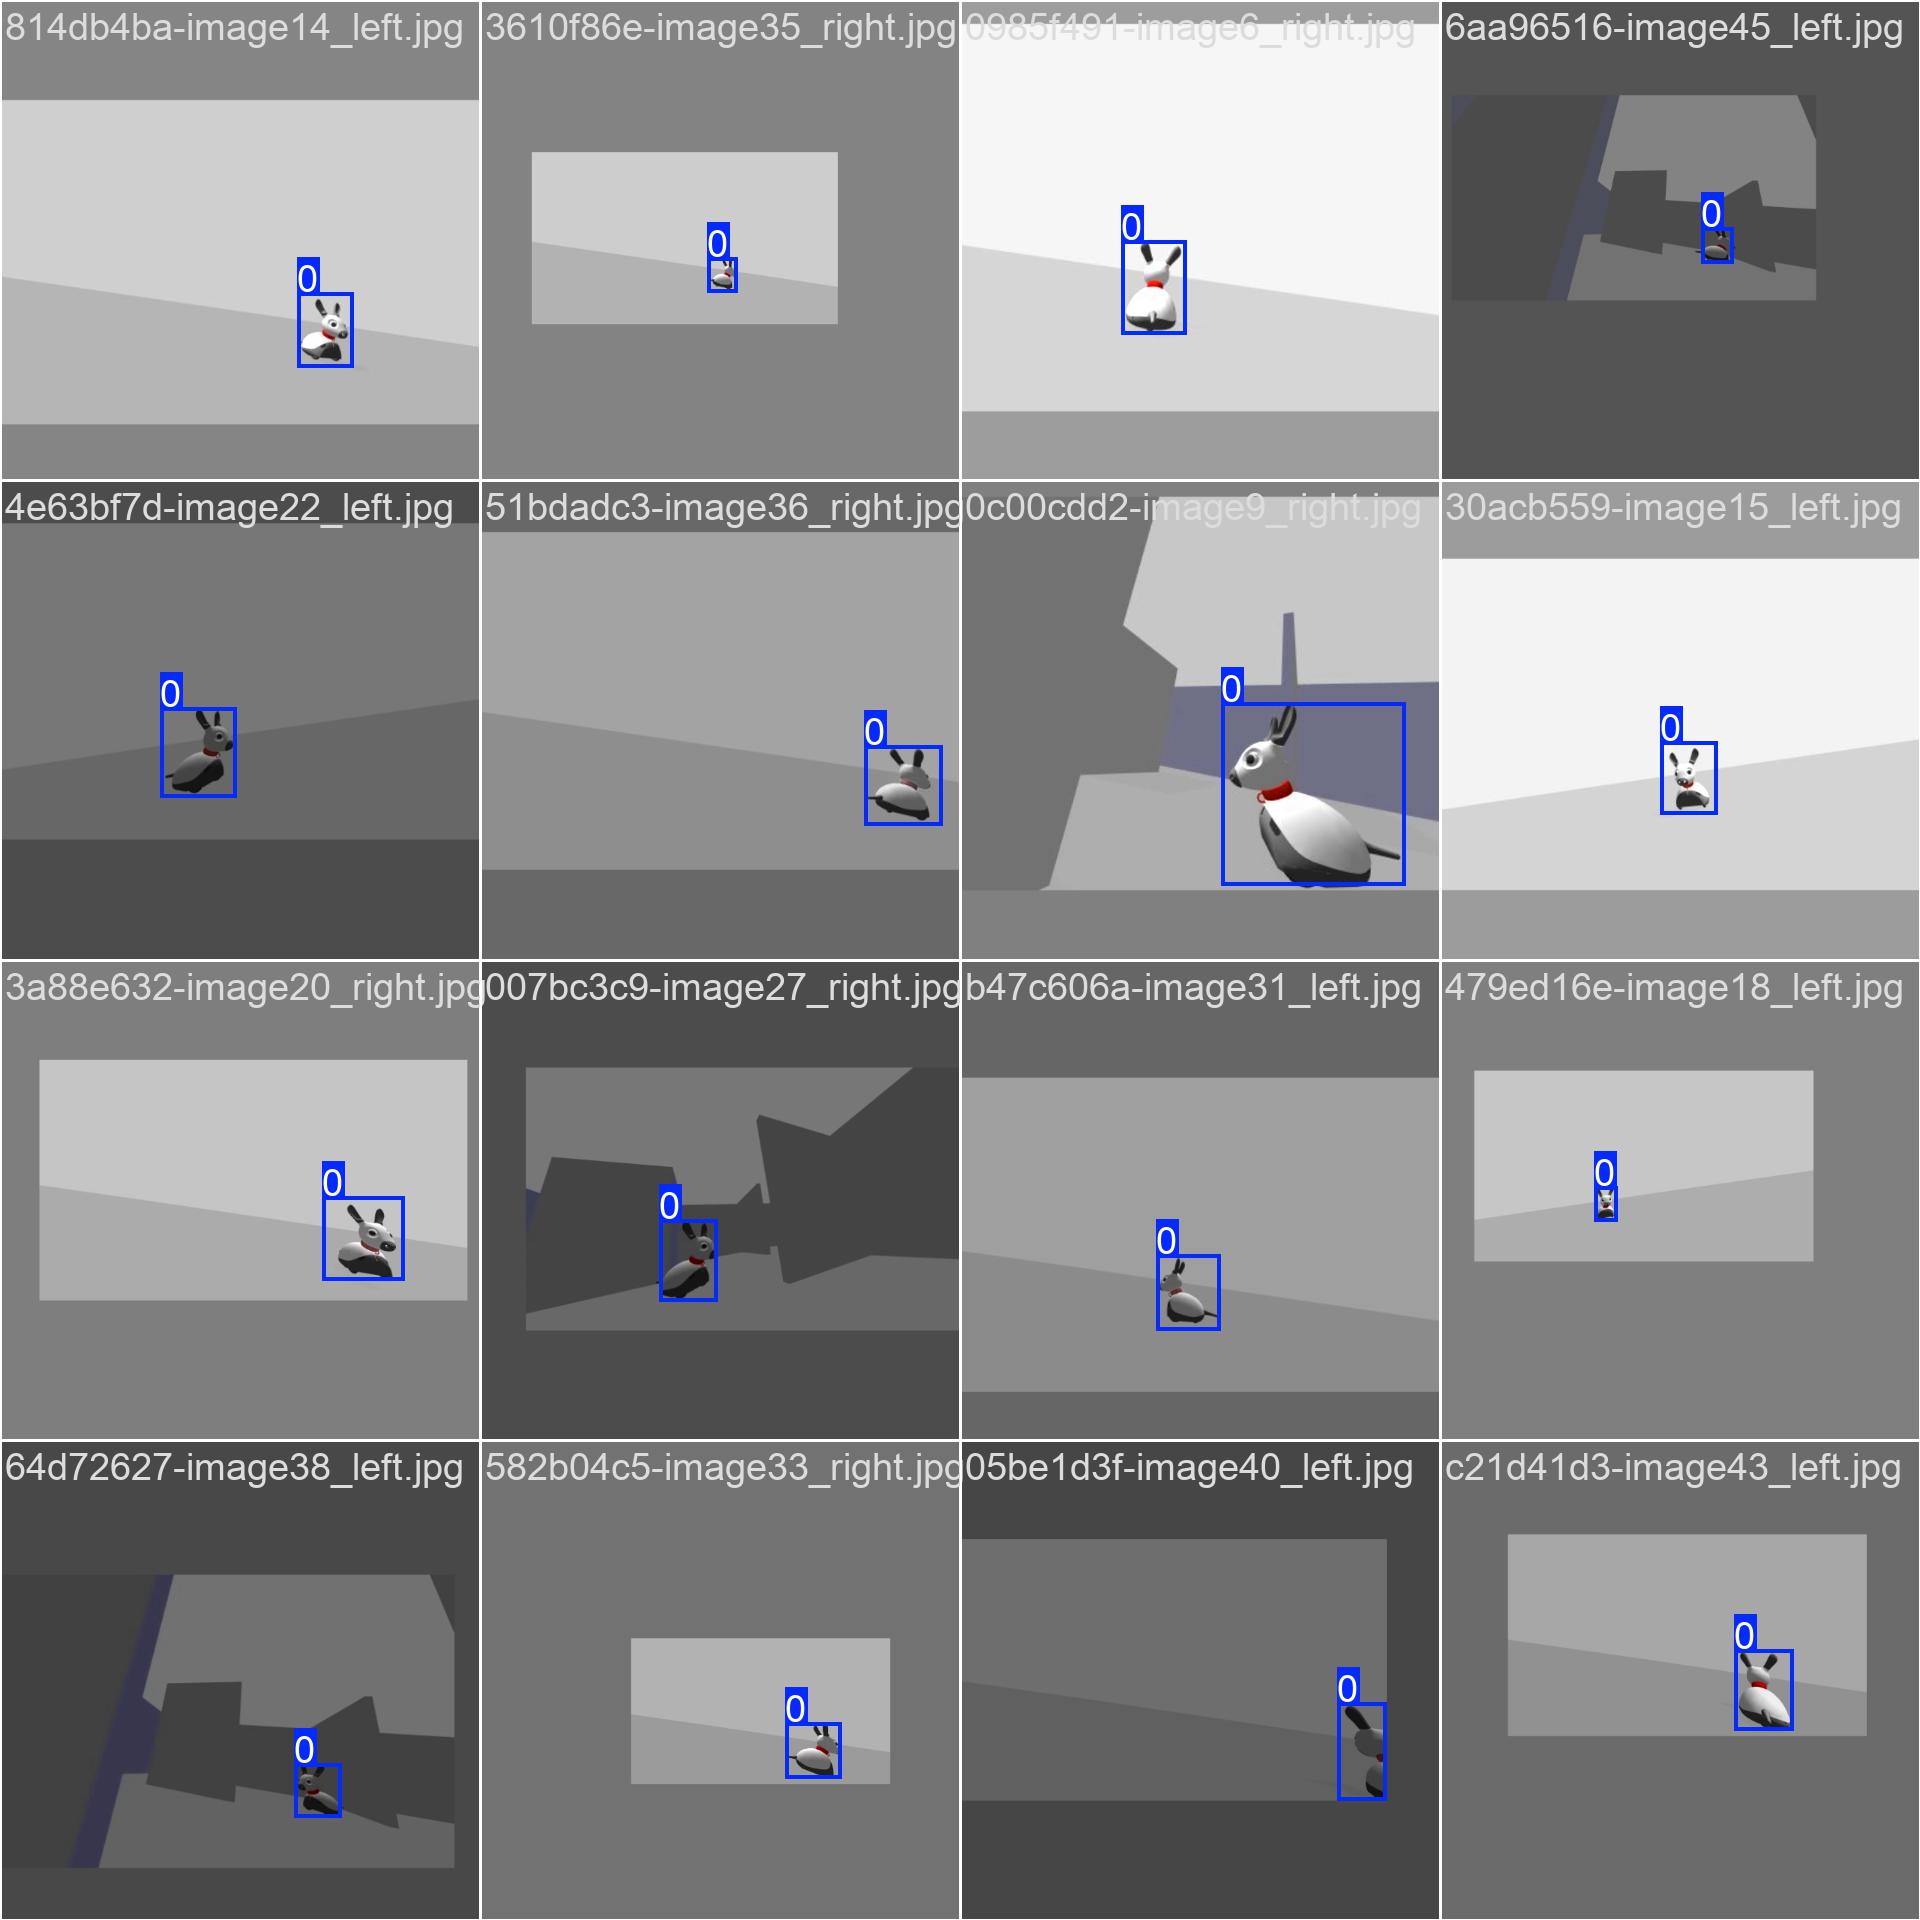 814db4ba-image14_left.jpg
3610f86e-image35_right.jpg
0985f491-image6_right.jpg
6aa96516-image45_left.jpg
0
0
0
0
4e63bf7d-image22_left.jpg
51bdadc3-image36_right.jpg
0c00cdd2-image9_right.jpg
30acb559-image15_left.jpg
0
0
0
0
3a88e632-image20_right.jpg
007bc3c9-image27_right.jpg
b47c606a-image31_left.jpg
479ed16e-image18_left.jpg
0
0
0
0
64d72627-image38_left.jpg
582b04c5-image33_right.jpg
05be1d3f-image40_left.jpg
c21d41d3-image43_left.jpg
0
0
0
0